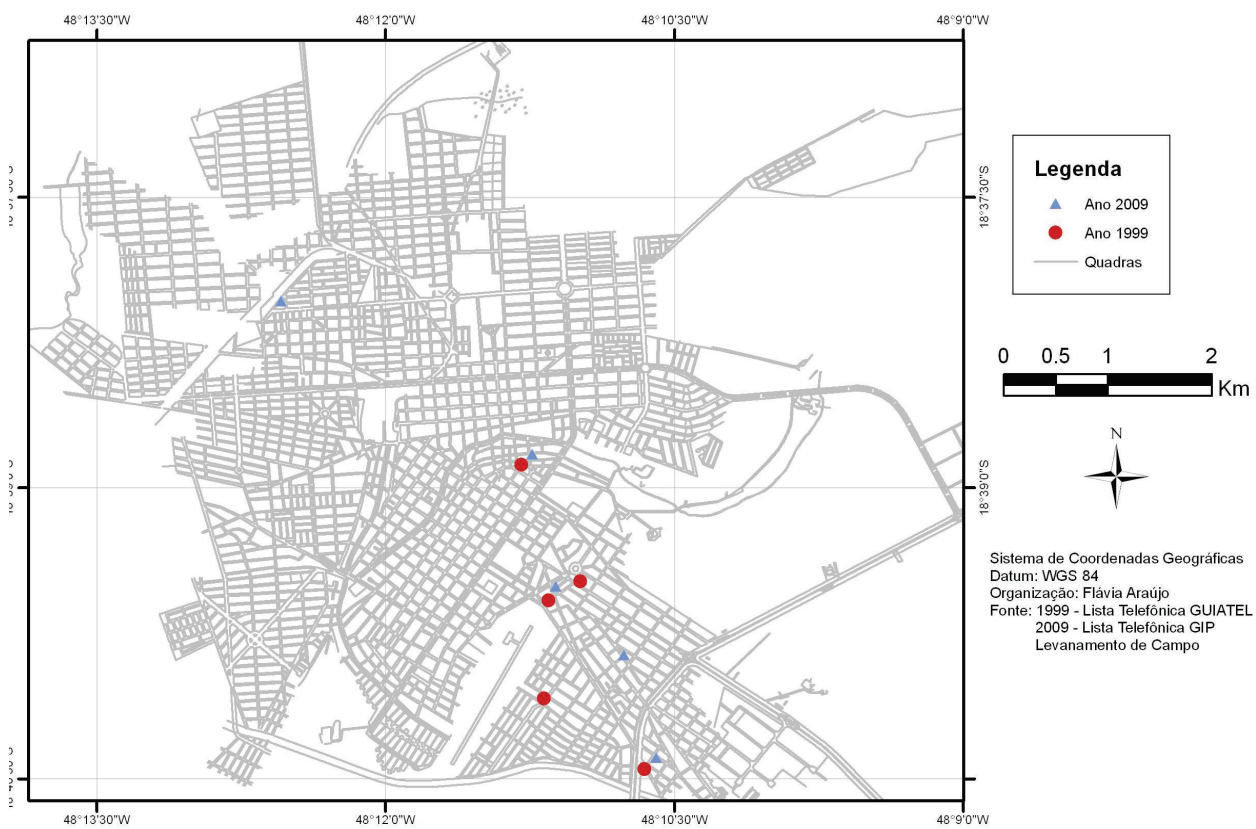 48°13'30"W 48°12'0"W 48°10'30"W 48°9'0"W
18°37'30"S
18°39'0"S
48°13'30"W 48°12'0"W 48°10'30"W 48°9'0"W
Legenda
Ano 2009
Ano 1999
Quadras
0 0.5 1 2
Km
N
Sistema de Coordenadas Geográficas
Datum: WGS 84
Organização: Flávia Araújo
Fonte: 1999 - Lista Telefônica GUIATEL
2009 - Lista Telefônica GIP
Levanamento de Campo